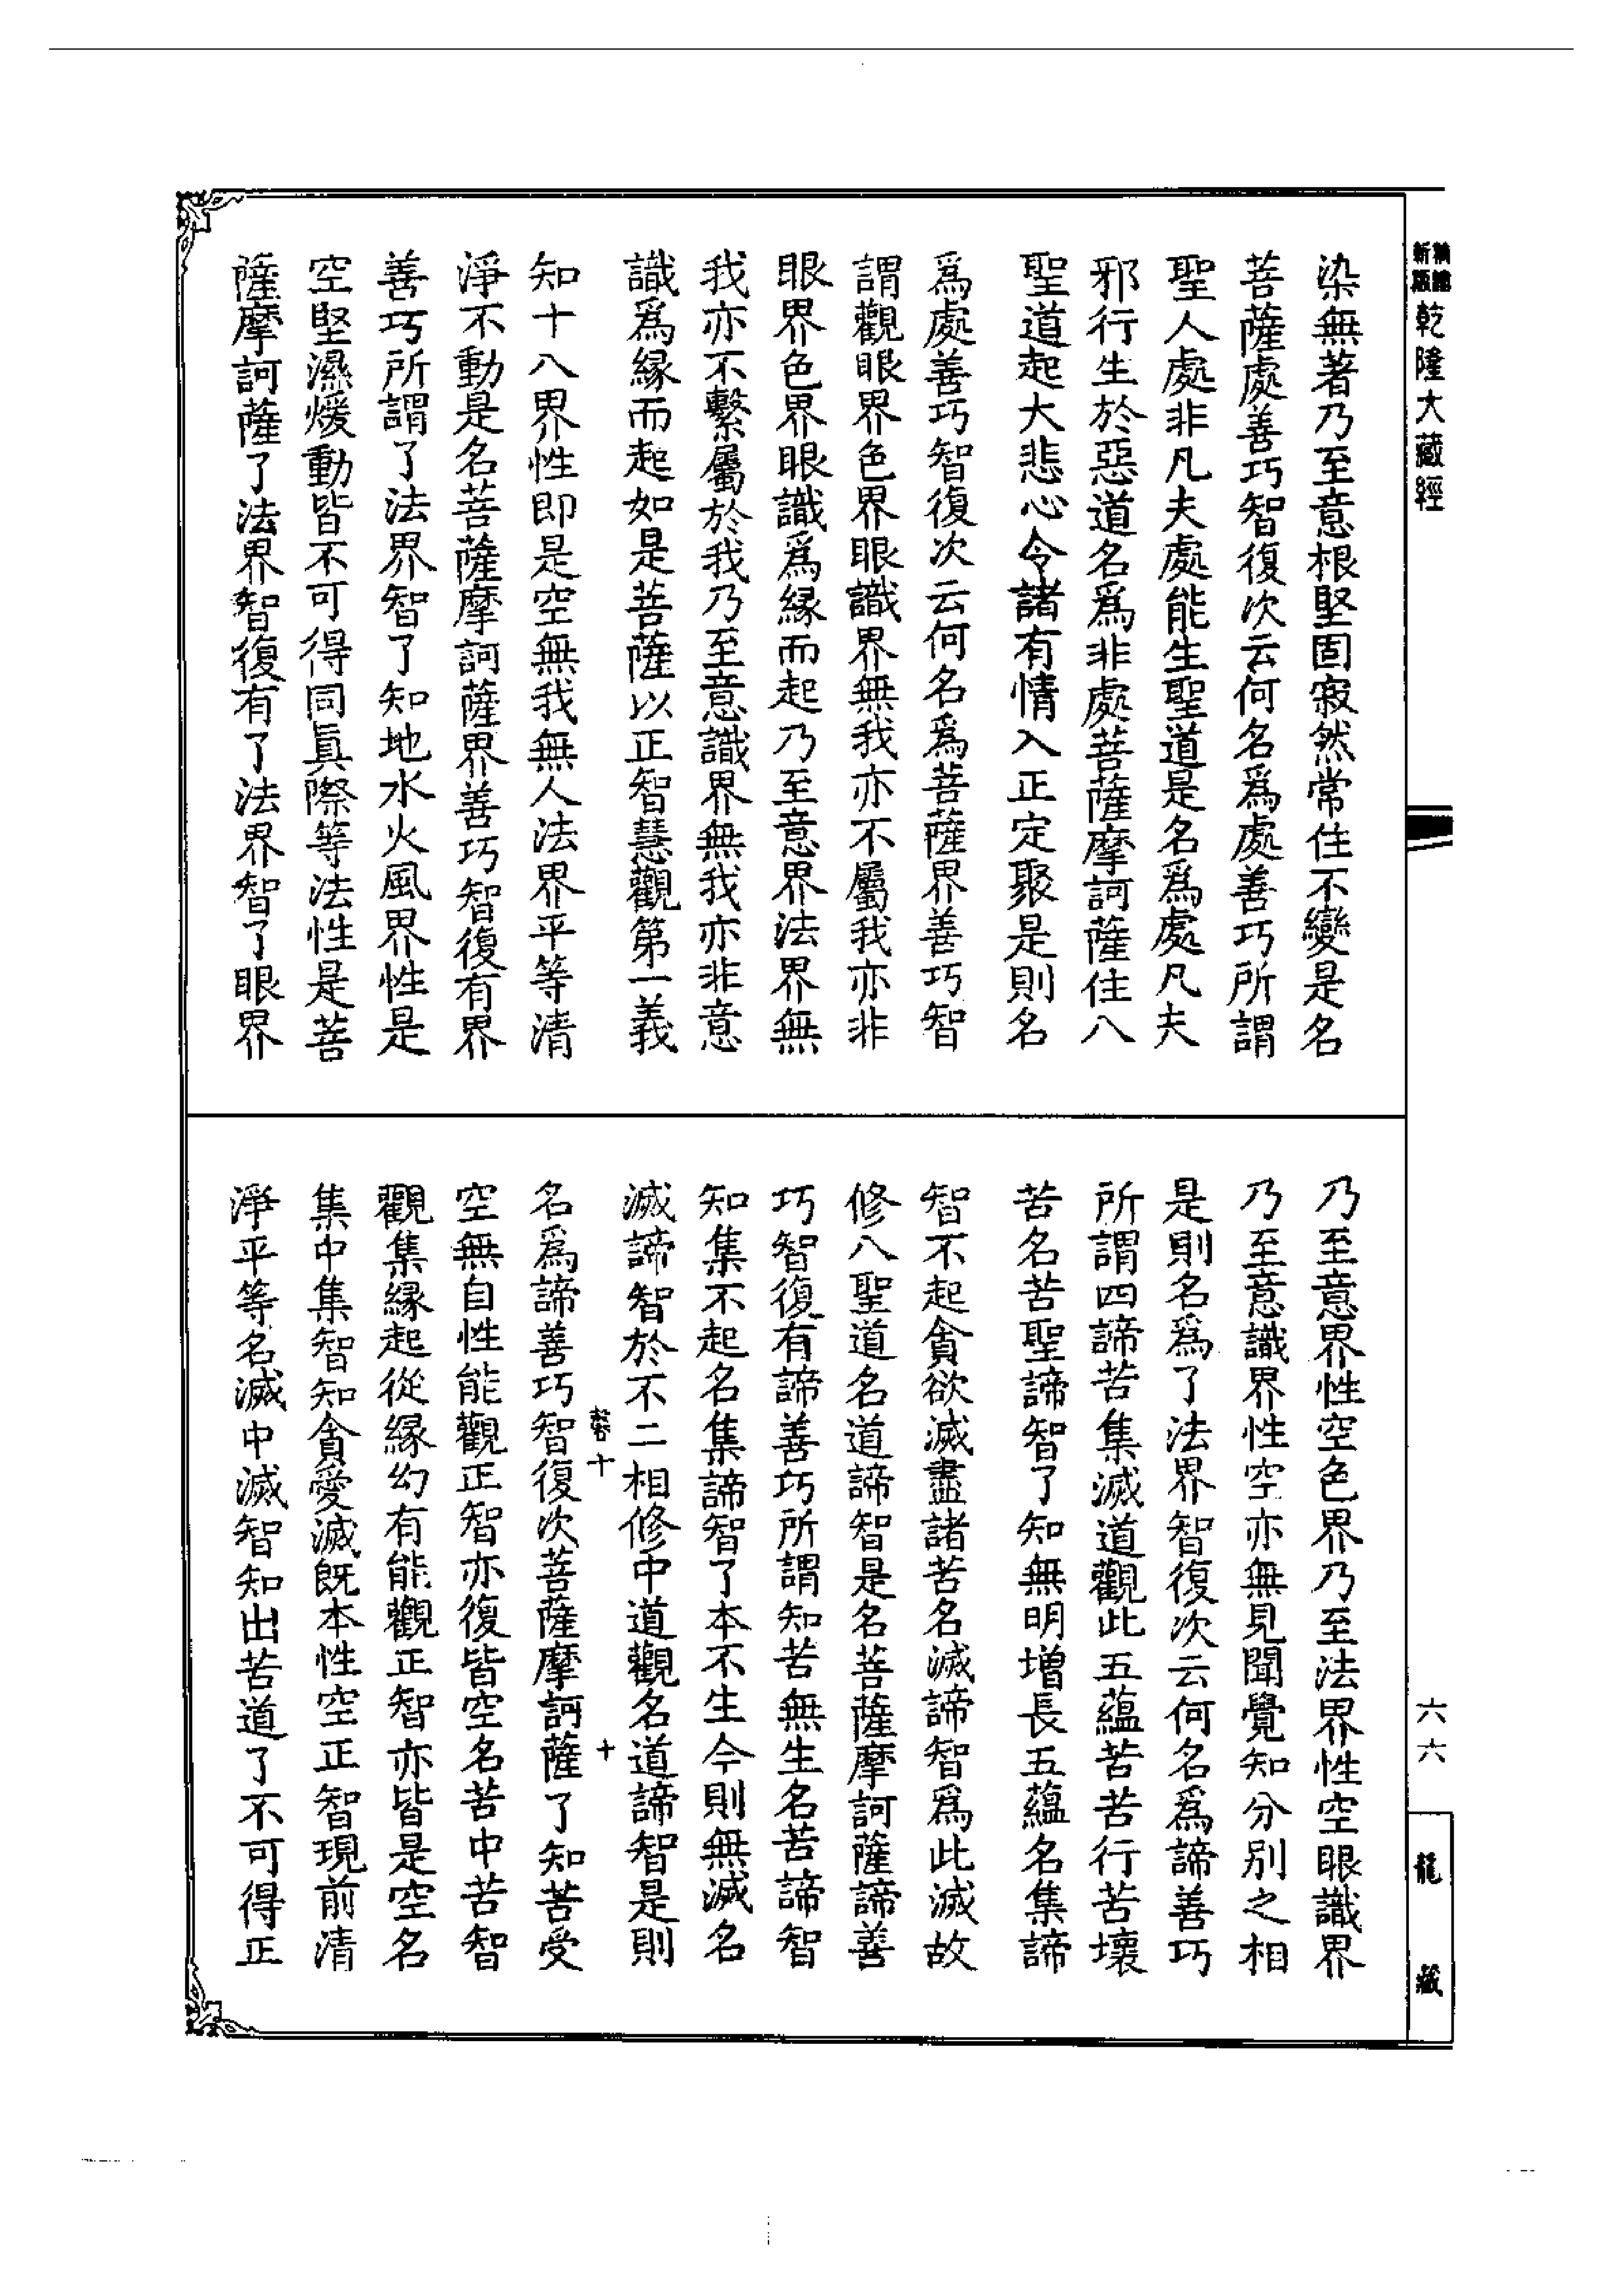 新版
乾隆大藏經
六六
龍藏
染無著乃至意根堅固寂然常住不變是名
菩薩處善巧智復次云何名爲處善巧所謂
聖人處非凡夫處能生聖道是名爲處凡夫
邪行生於惡道名爲非處菩薩摩訶薩住八
聖道起大悲心令諸有情入正定聚是則名
爲處善巧智復次云何名爲菩薩界善巧智
謂觀眼界色界眼識界無我亦不屬我亦非
眼界色界眼識爲緣而起乃至意界法界無
我亦不繫屬於我乃至意識界無我亦非意
識爲緣而起如是菩薩以正智慧觀第一義
知十八界性即是空無我無人法界平等清
淨不動是名菩薩摩訶薩界善巧智復有界
善巧所謂了法界智了知地水火風界性是
空堅濕煖動皆不可得同真際等法性是菩
薩摩訶薩了法界智復有了法界智了眼界
乃至意界性空色界乃至法界性空眼識界
乃至意識界性空亦無見聞覺知分別之相
是則名爲了法界智復次云何名爲諦善巧
所謂四諦苦集滅道觀此五蘊苦苦行苦壞
苦名苦聖諦智了知無明增長五蘊名集諦
智不起貪欲滅盡諸苦名滅諦智爲此滅故
修八聖道名道諦智是名菩薩摩訶薩諦善
巧智復有諦善巧所謂知苦無生名苦諦智
知集不起名集諦智了本不生今則無滅名
滅諦智於不二相修中道觀名道諦智是則
十 十
名爲諦善巧智復次菩薩摩訶薩了知苦受
空無自性能觀正智亦復皆空名苦中苦智
觀集緣起從緣幻有能觀正智亦皆是空名
集中集智知貪愛滅既本性空正智現前清
淨平等名滅中滅智知出苦道了不可得正